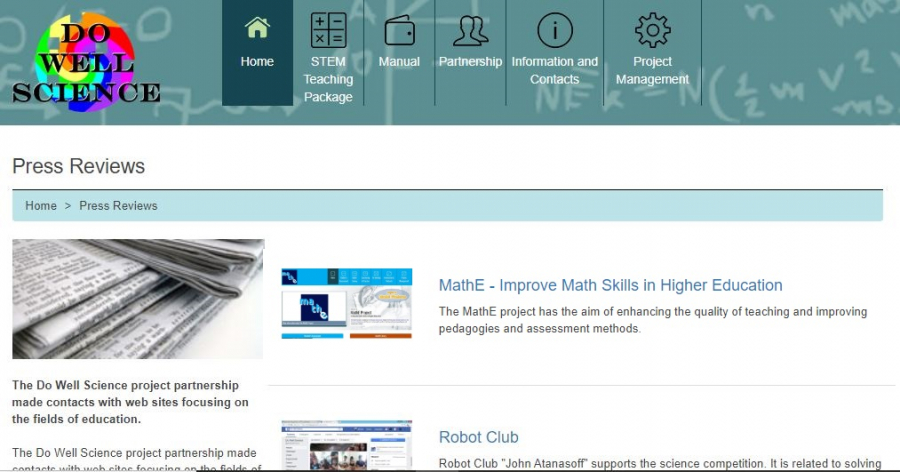 DO
WELL
SCIENCE
Home
STEM
Teaching
Package
Manual
Partnership
Information and
Contacts
Project
Management
Press Reviews
Home > Press Reviews
MathE - Improve Math Skills in Higher Education
The MathE project has the aim of enhancing the quality of teaching and improving
pedagogies and assessment methods.
The Do Well Science project partnership
made contacts with web sites focusing on
the fields of education.
The Do Well Science project partnership made
contacts with web sites focusing on the fields of
Robot Club
Robot Club "John Atanasoff" supports the science competition. It is related to solving